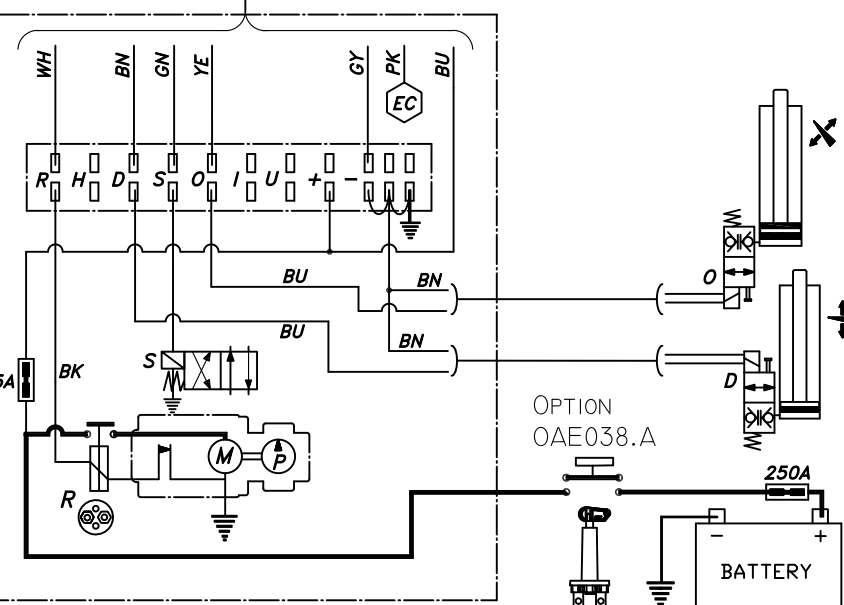 WH BN GN YE GY PK BU
EC
R H D S O I U + -
BU BN
O
BU BN
S
BK
D
OPTION
OAE038.A
M P
R
250A
- +
BATTERY